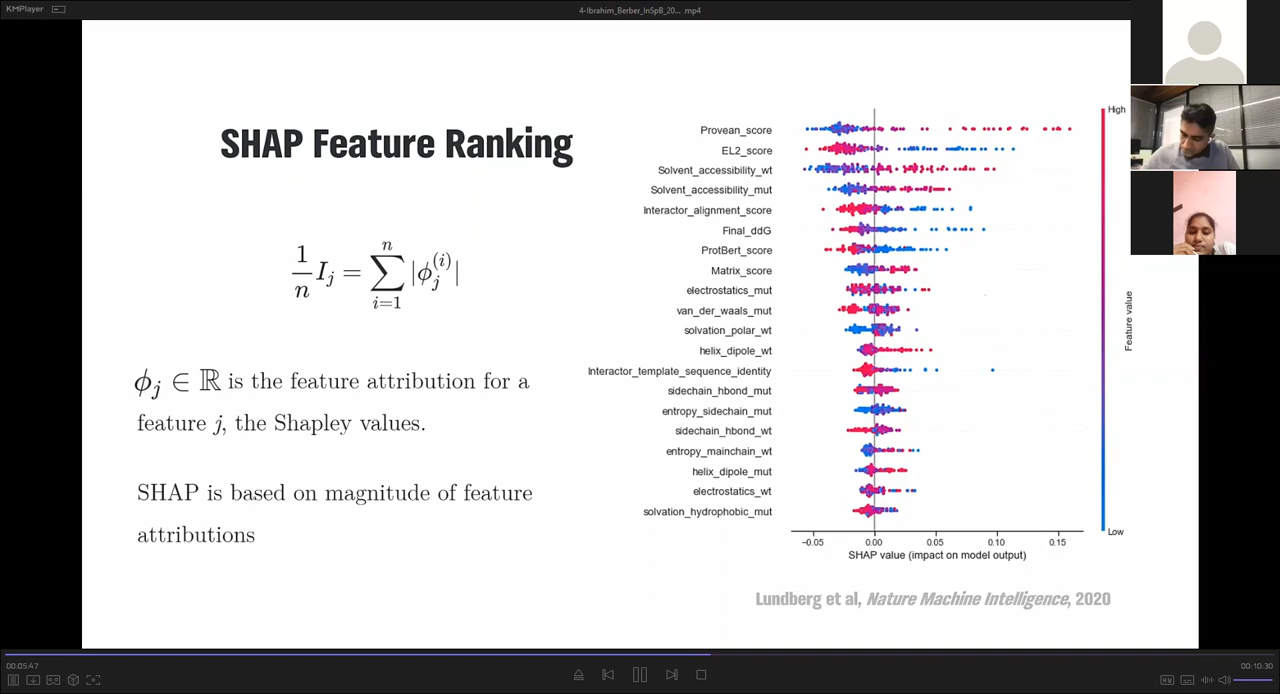 KMPlayer
4-Ibrahim_Berber_InSpB_20... mp4
SHAP Feature Ranking
1/n I_j = ∑_{i=1}^{n} |ϕ_j^{(i)}|
ϕ_j ∈ ℝ is the feature attribution for a
feature j, the Shapley values.
SHAP is based on magnitude of feature
attributions
Provean_score
EL2_score
Solvent_accessibility_wt
Solvent_accessibility_mut
Interactor_alignment_score
Final_ddG
ProtBert_score
Matrix_score
electrostatics_mut
van_der_waals_mut
solvation_polar_wt
helix_dipole_wt
Interactor_template_sequence_identity
sidechain_hbond_mut
entropy_sidechain_mut
sidechain_hbond_wt
entropy_mainchain_wt
helix_dipole_mut
electrostatics_wt
solvation_hydrophobic_mut
−0.05 0.00 0.05 0.10 0.15
SHAP value (impact on model output)
High
Feature value
Low
Lundberg et al, Nature Machine Intelligence, 2020
00:05:47
00:10:30